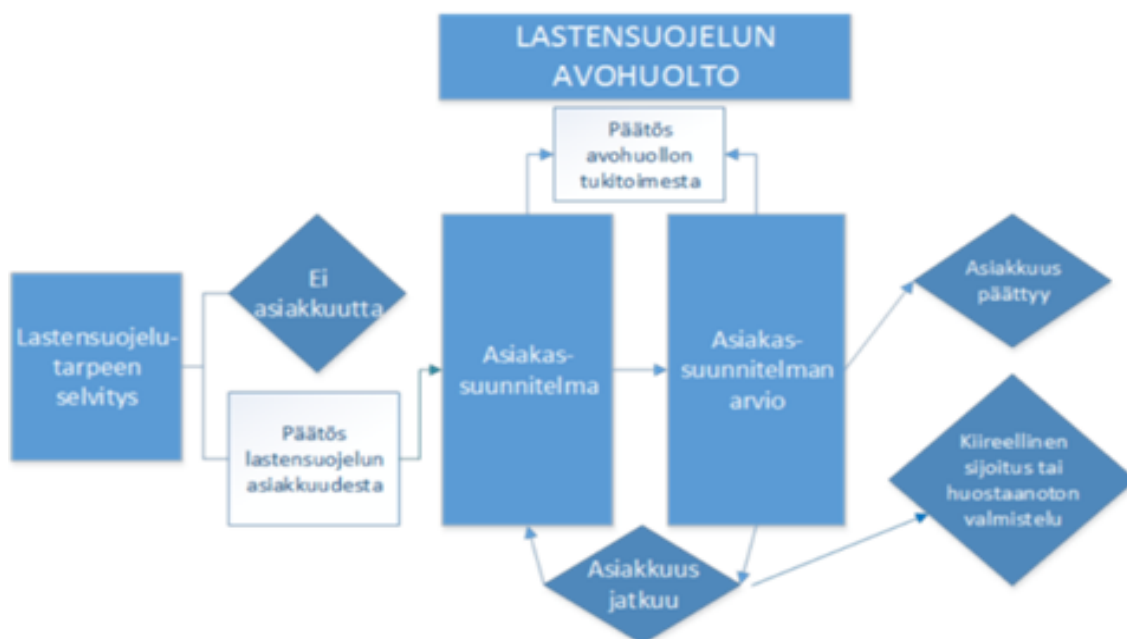 LASTENSUOJELUN
AVOHUOLTO
Päätös
avohuollon
tukitoimesta
Lastensuojelu-
tarpeen
selvitys
Ei
asiakkuutta
Päätös
lastensuojelun
asiakkuudesta
Asiakas-
suunnitelma
Asiakas-
suunnitelman
arvio
Asiakkuus
päättyy
Kiireellinen
sijoitus tai
huostaanoton
valmistelu
Asiakkuus
jatkuu